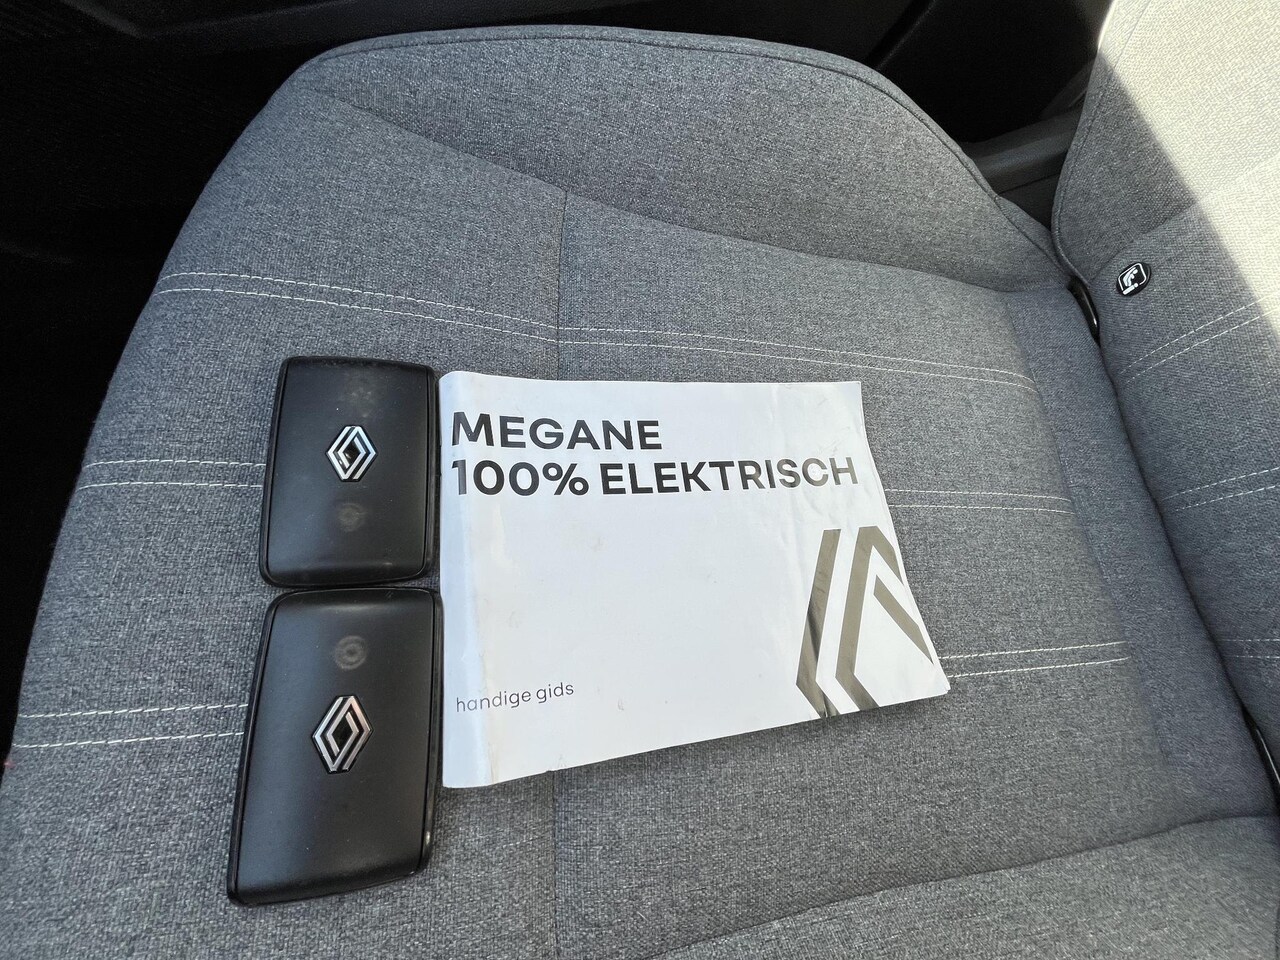 MEGANE
100% ELEKTRISCH
handige gids